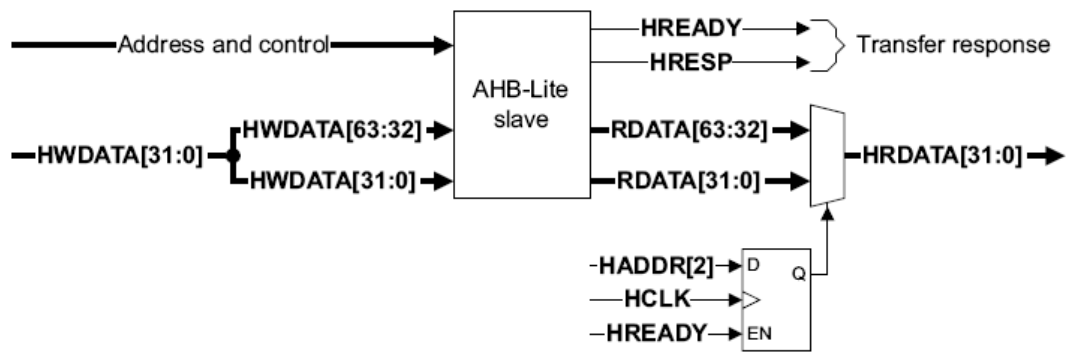 Address and control
HREADY
HRESP
Transfer response
AHB-Lite
slave
HWDATA[31:0]
HWDATA[63:32]
HWDATA[31:0]
RDATA[63:32]
RDATA[31:0]
HRDATA[31:0]
HADDR[2]
D
Q
HCLK
HREADY
EN